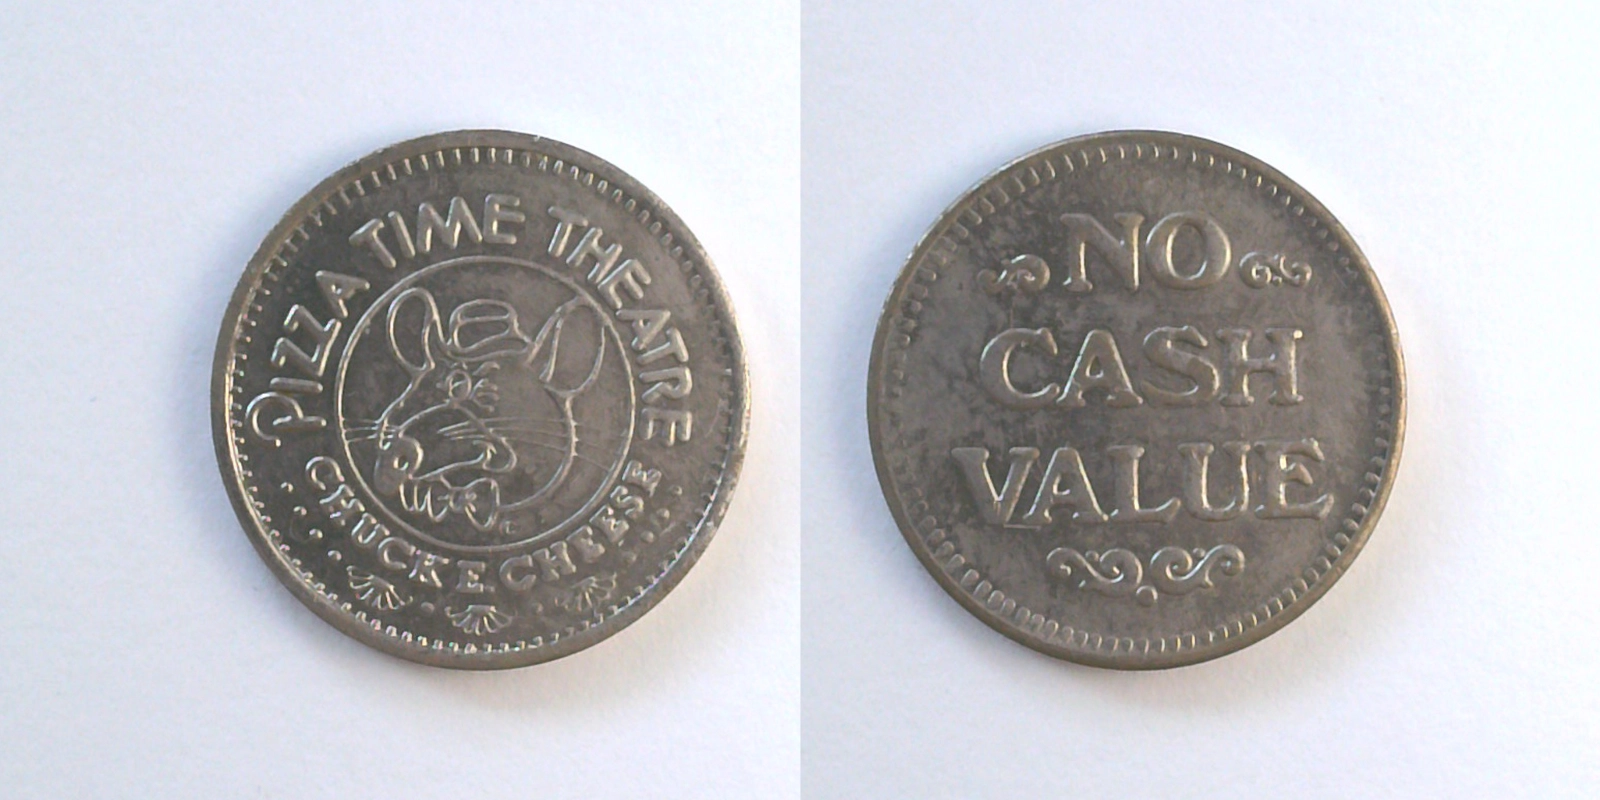 PIZZA TIME THEATRE
CHUCK E CHEESE
NO
CASH
VALUE